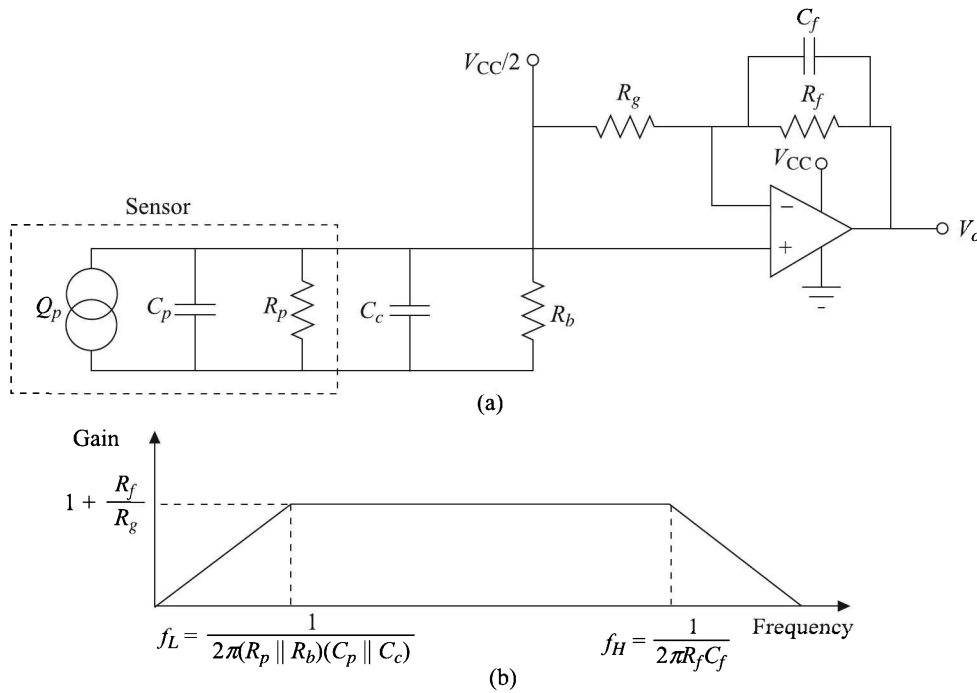 C_f
V_CC/2
R_g
R_f
V_CC
Sensor
−
+
V_o
Q_p
C_p
R_p
C_c
R_b
(a)
Gain
1 + R_f/R_g
f_L = 1/2π(R_p || R_b)(C_p || C_c)
f_H = 1/2πR_fC_f
Frequency
(b)